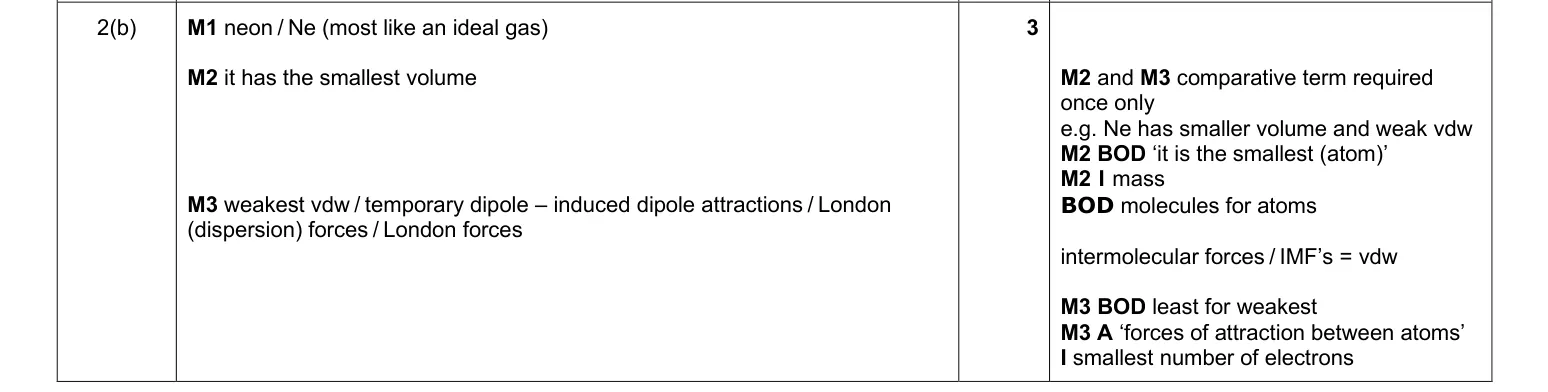 2(b)
M1 neon / Ne (most like an ideal gas)
3
M2 it has the smallest volume
M2 and M3 comparative term required
once only
e.g. Ne has smaller volume and weak vdw
M2 BOD ‘it is the smallest (atom)’
M2 I mass
M3 weakest vdw / temporary dipole – induced dipole attractions / London
(dispersion) forces / London forces
BOD molecules for atoms
intermolecular forces / IMF’s = vdw
M3 BOD least for weakest
M3 A ‘forces of attraction between atoms’
I smallest number of electrons